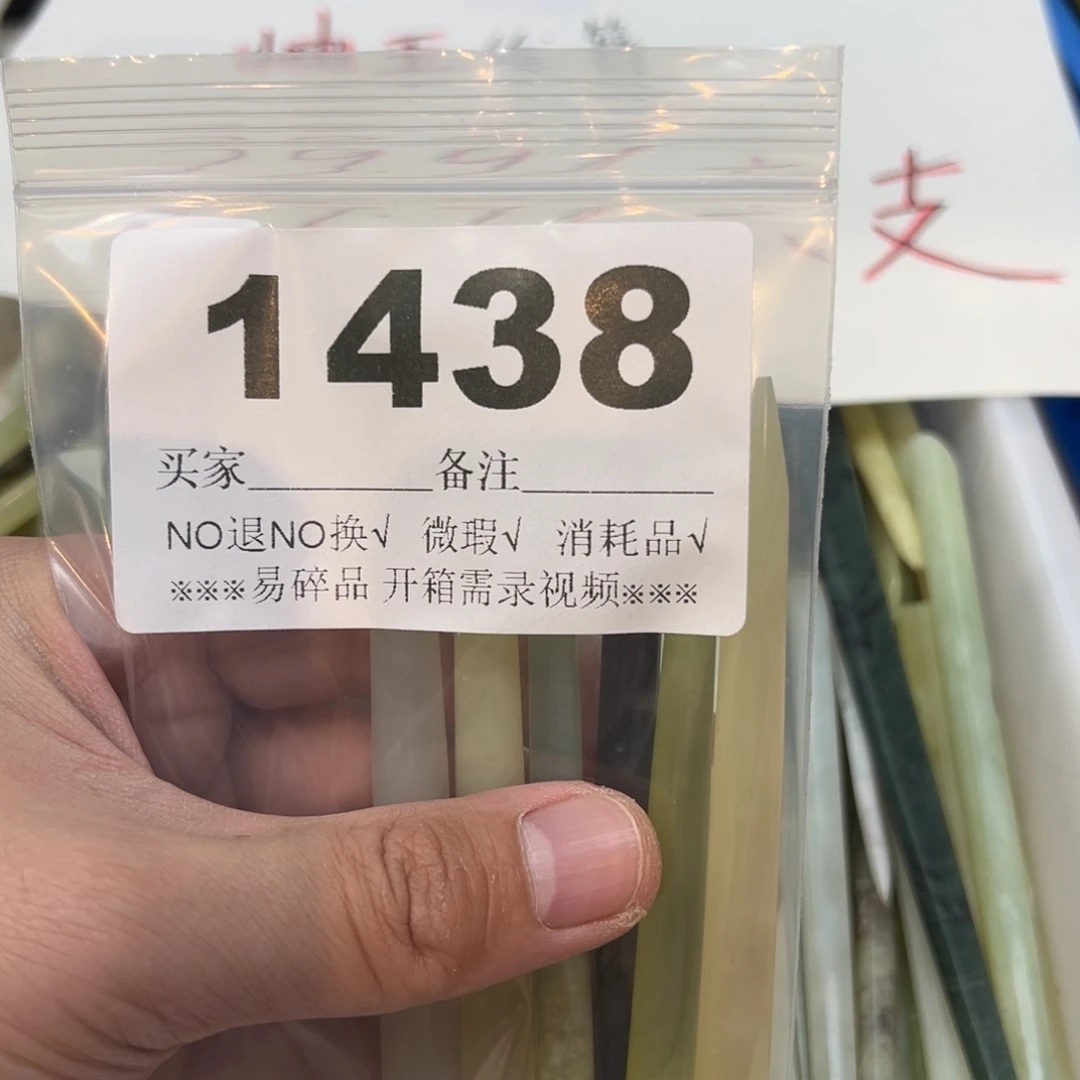 支
1438
买家________备注________
NO退NO换√ 微瑕√ 消耗品√
※※※易碎品 开箱需录视频※※※